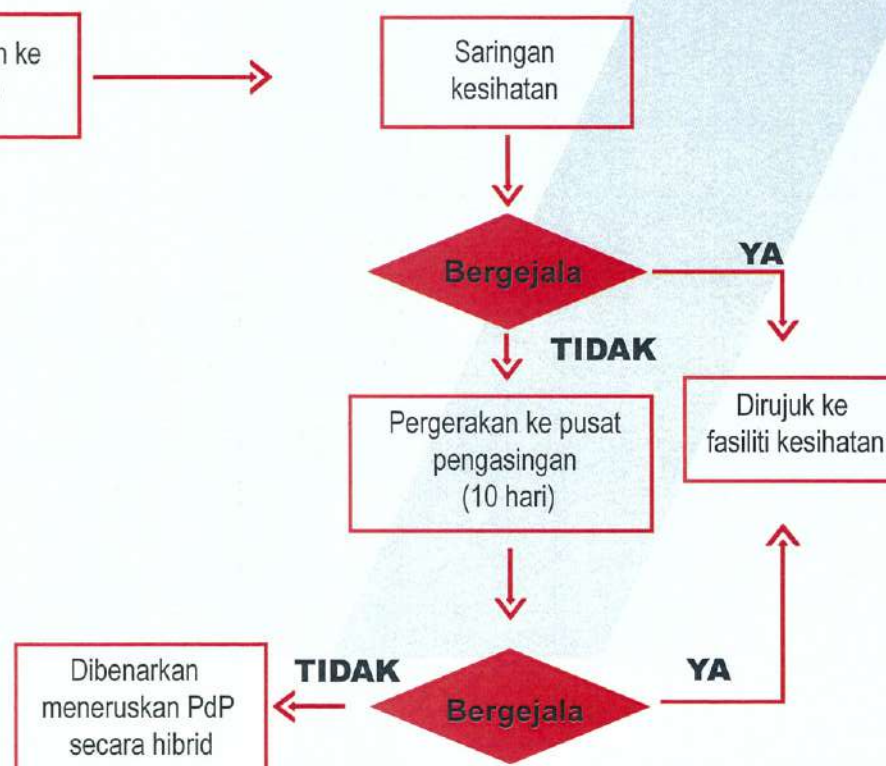 ke
Saringan
kesihatan
Bergejala
YA
TIDAK
Pergerakan ke pusat
pengasingan
(10 hari)
Dirujuk ke
fasiliti kesihatan
Dibenarkan
meneruskan PdP
secara hibrid
TIDAK
Bergejala
YA